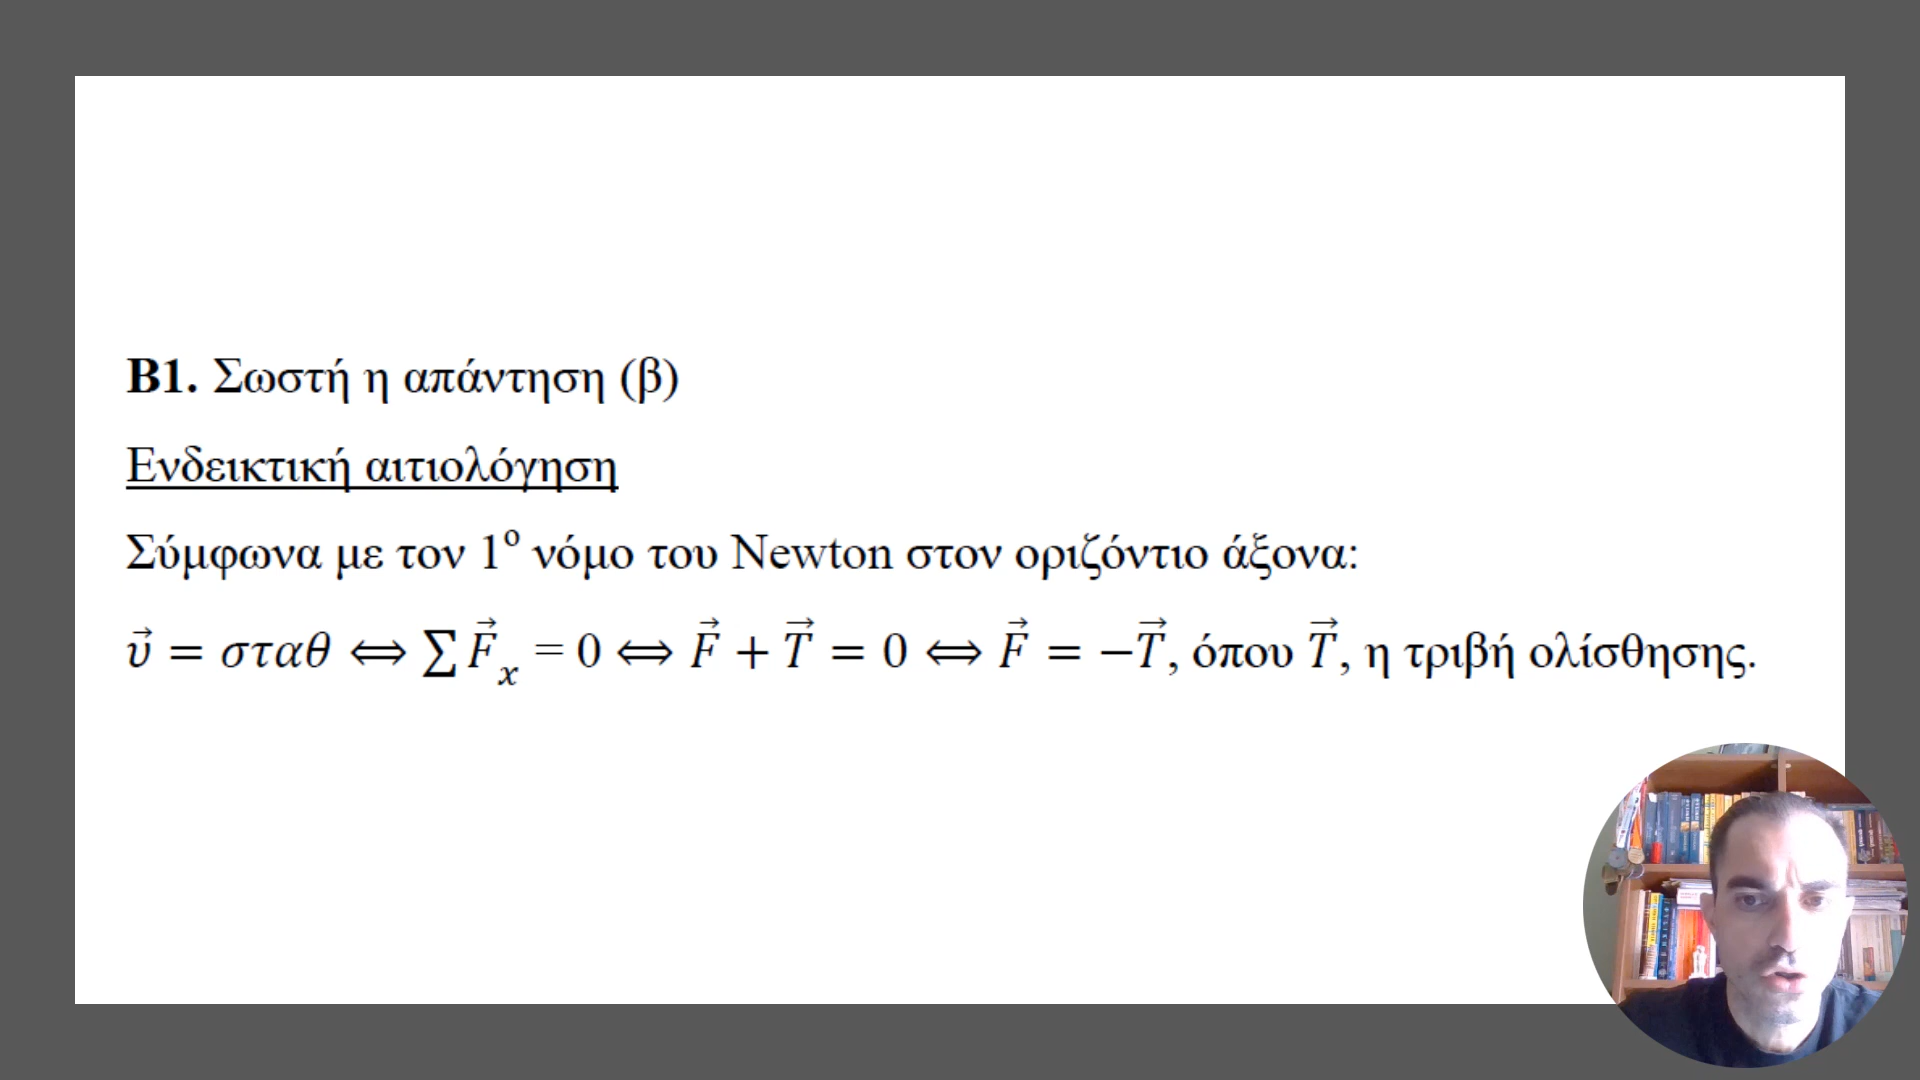 B1. Σωστή η απάντηση (β)
Ενδεικτική αιτιολόγηση
Σύμφωνα με τον 1ο νόμο του Newton στον οριζόντιο άξονα:
υ⃗ = σταθ ⟺ ∑F⃗ₓ = 0 ⟺ F⃗ + T⃗ = 0 ⟺ F⃗ = −T⃗, όπου T⃗, η τριβή ολίσθησης.